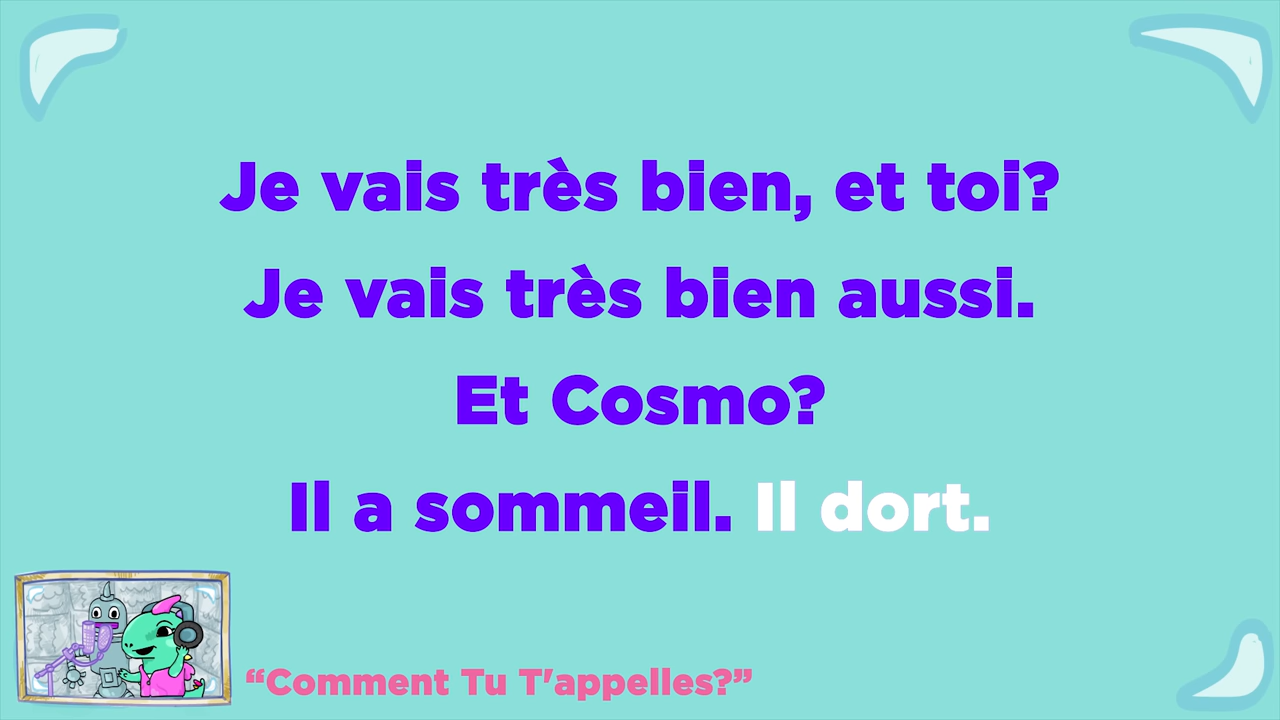 Je vais très bien, et toi?
Je vais très bien aussi.
Et Cosmo?
Il a sommeil. Il dort.
“Comment Tu T'appelles?”